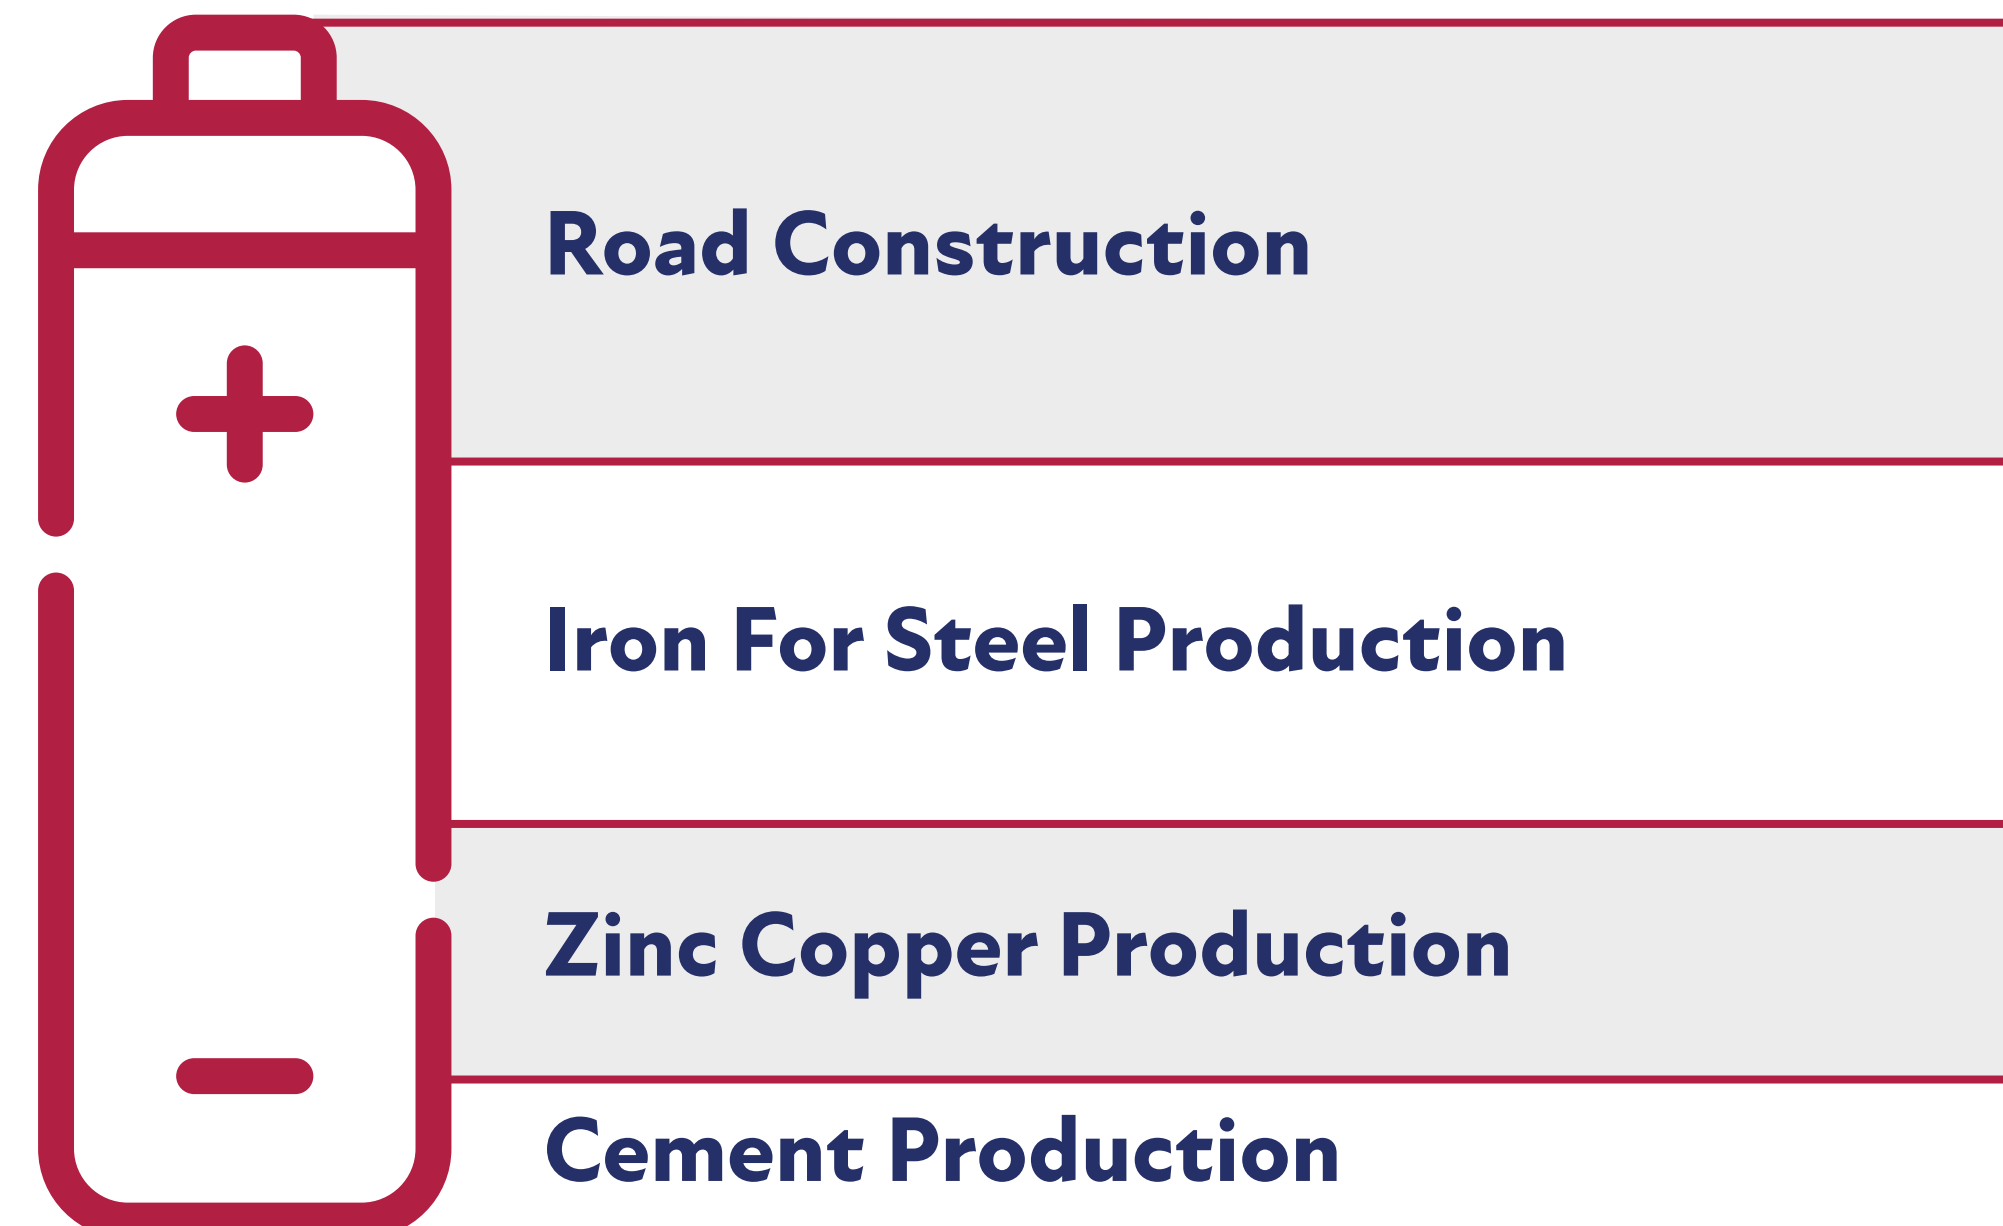 Road Construction
Iron For Steel Production
Zinc Copper Production
Cement Production